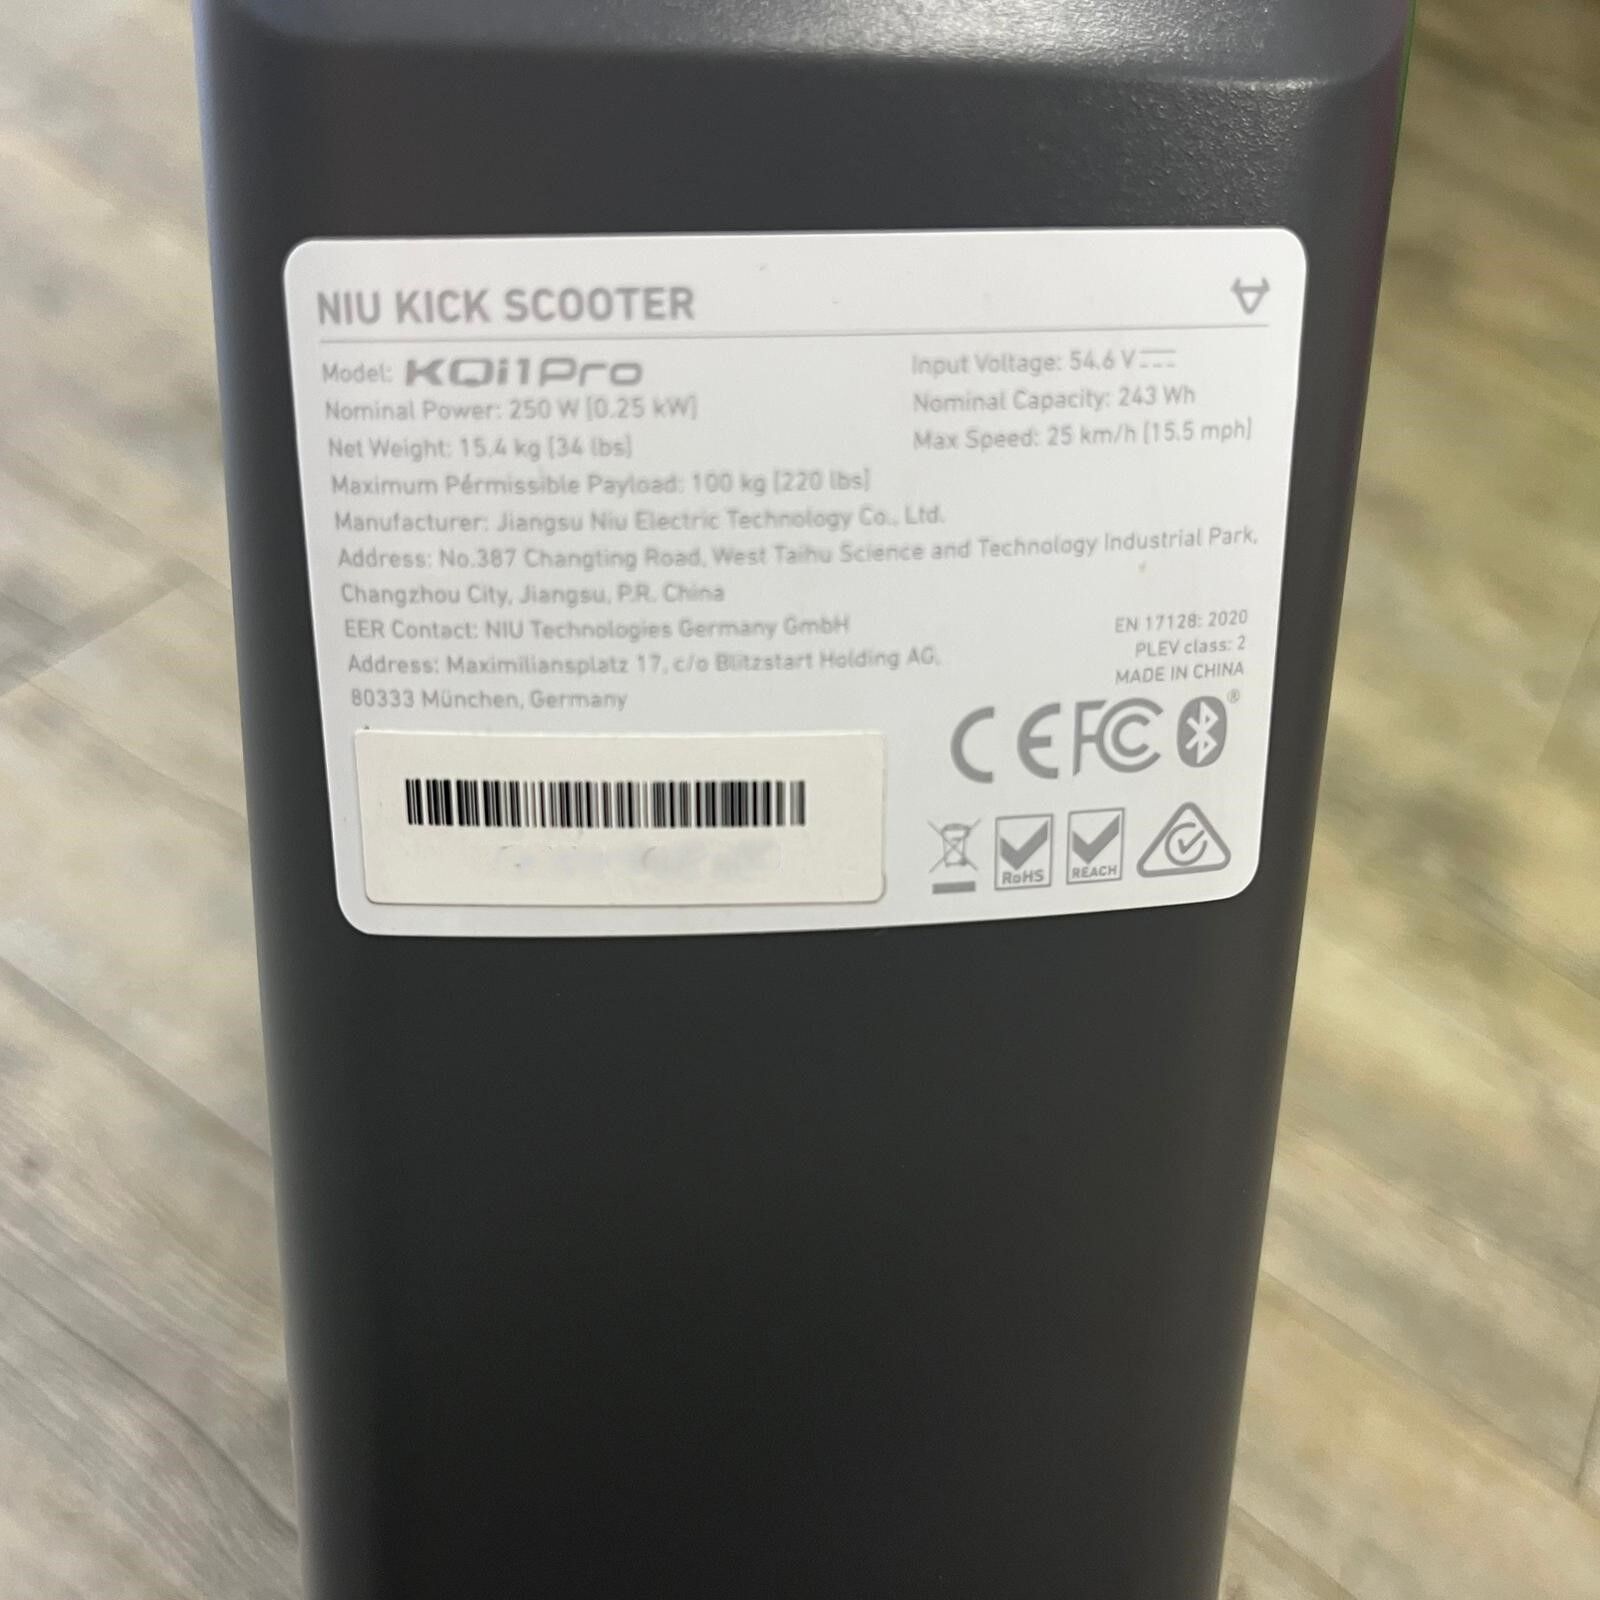 NIU KICK SCOOTER
Model: KQi1Pro
Input Voltage: 54.6 V
Nominal Power: 250 W [0.25 kW]
Nominal Capacity: 243 Wh
Net Weight: 15.4 kg [34 lbs]
Max Speed: 25 km/h [15.5 mph]
Maximum Pérmissible Payload: 100 kg [220 lbs]
Manufacturer: Jiangsu Niu Electric Technology Co., Ltd.
Address: No.387 Changting Road, West Taihu Science and Technology Industrial Park,
Changzhou City, Jiangsu, P.R. China
EER Contact: NIU Technologies Germany GmbH
Address: Maximiliansplatz 17, c/o Blitzstart Holding AG,
80333 München, Germany
EN 17128: 2020
PLEV class: 2
MADE IN CHINA
CE FC ®
RoHS
REACH